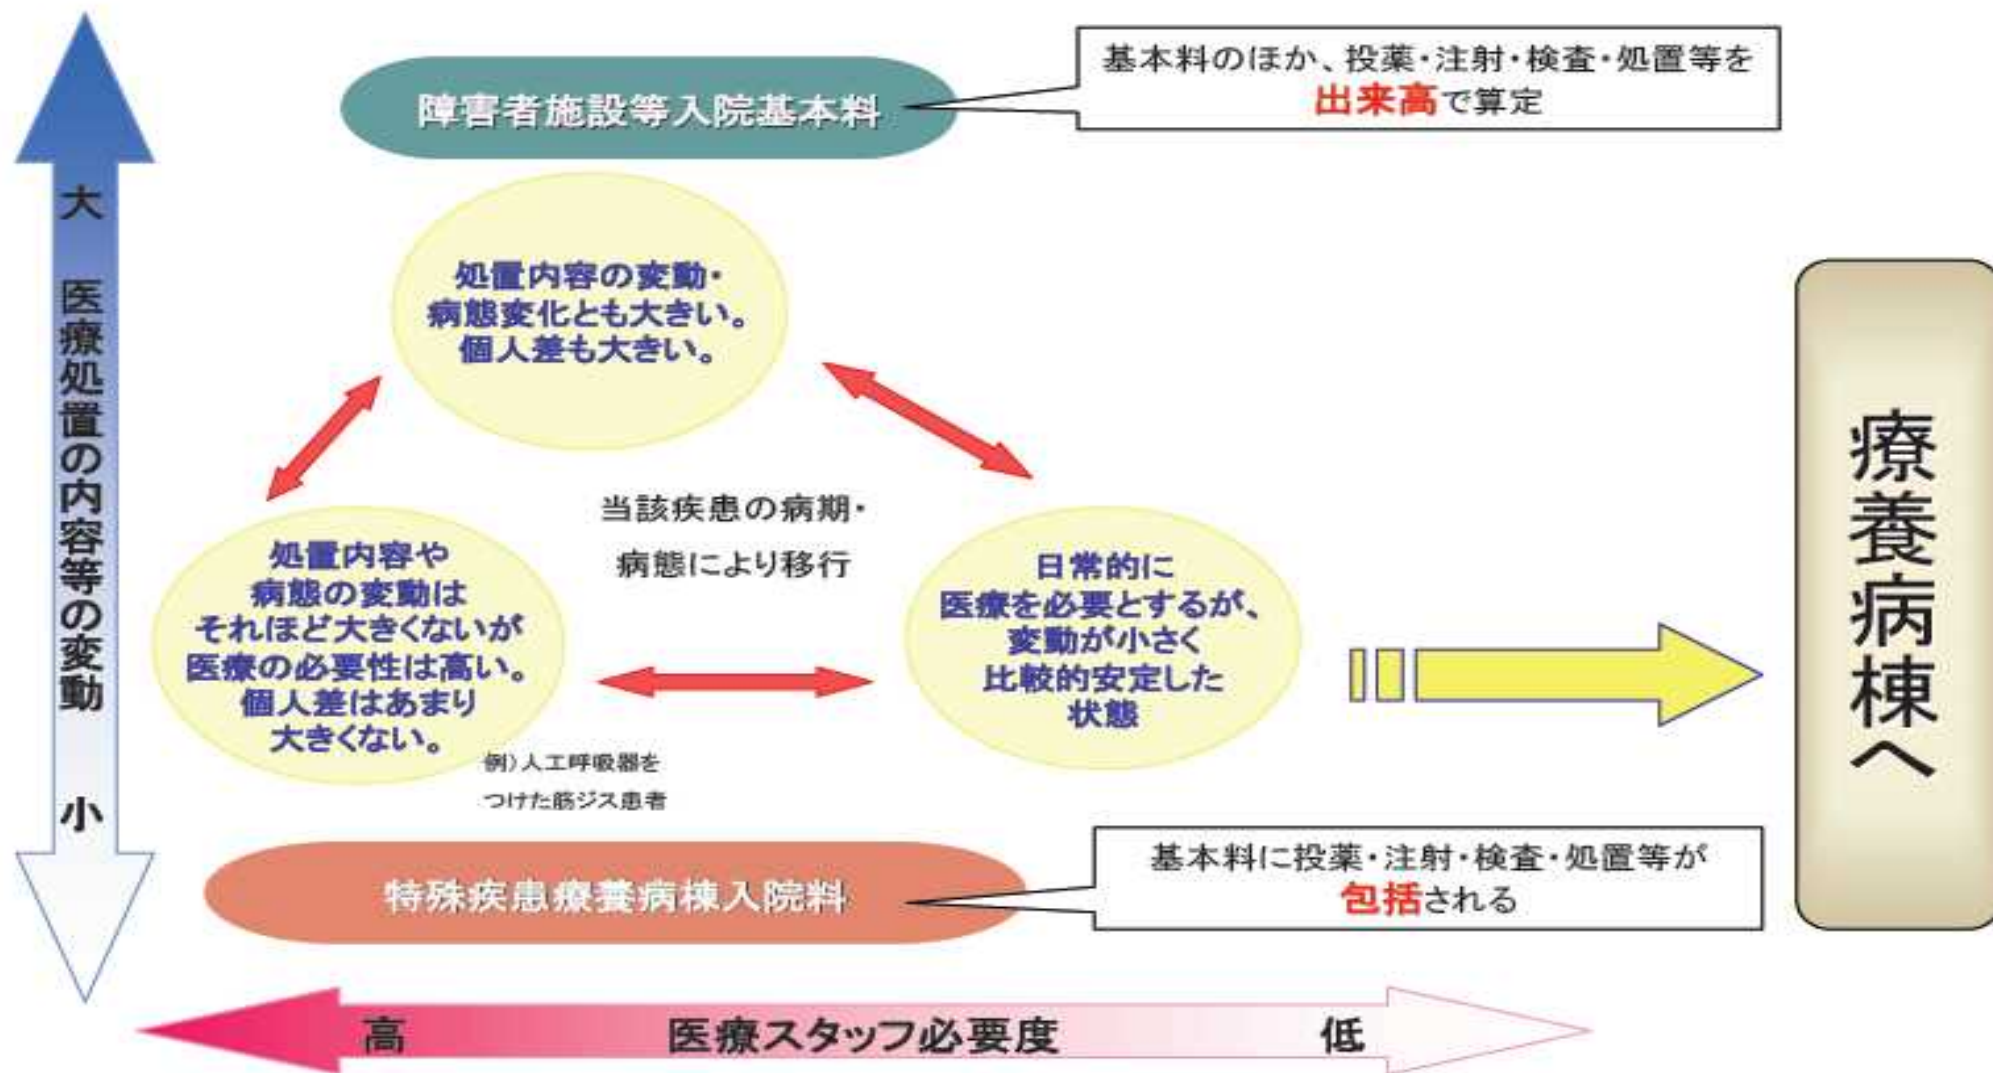 障害者施設等入院基本料
基本料のほか、投薬・注射・検査・処置等を
出来高で算定
大　医療処置の内容等の変動　小
処置内容の変動・
病態変化とも大きい。
個人差も大きい。
当該疾患の病期・
病態により移行
処置内容や
病態の変動は
それほど大きくないが
医療の必要性は高い。
個人差はあまり
大きくない。
例)人工呼吸器を
つけた筋ジス患者
日常的に
医療を必要とするが、
変動が小さく
比較的安定した
状態
療養病棟へ
特殊疾患療養病棟入院料
基本料に投薬・注射・検査・処置等が
包括される
高　医療スタッフ必要度　低